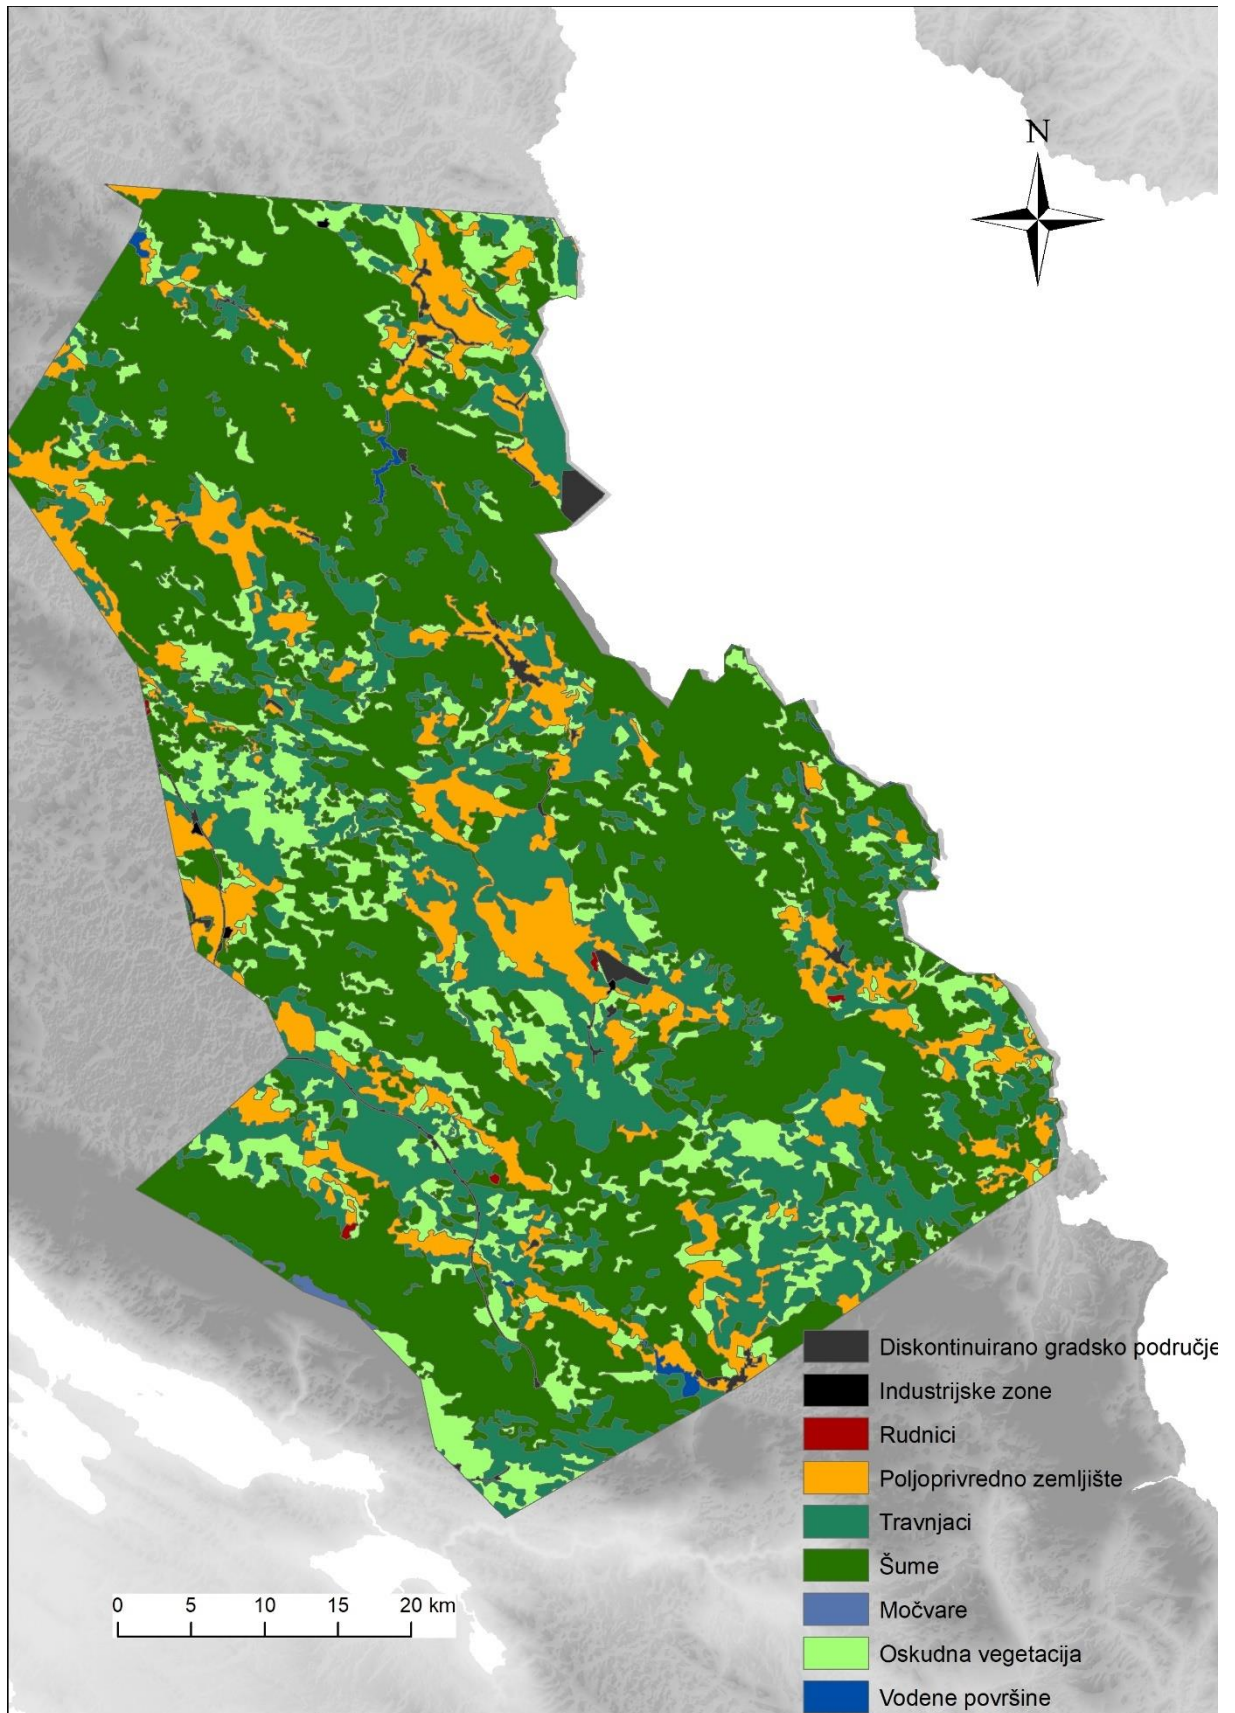 N
Diskontinuirano gradsko područje
Industrijske zone
Rudnici
Poljoprivredno zemljište
Travnjaci
Šume
Močvare
Oskudna vegetacija
Vodene površine
0 5 10 15 20 km